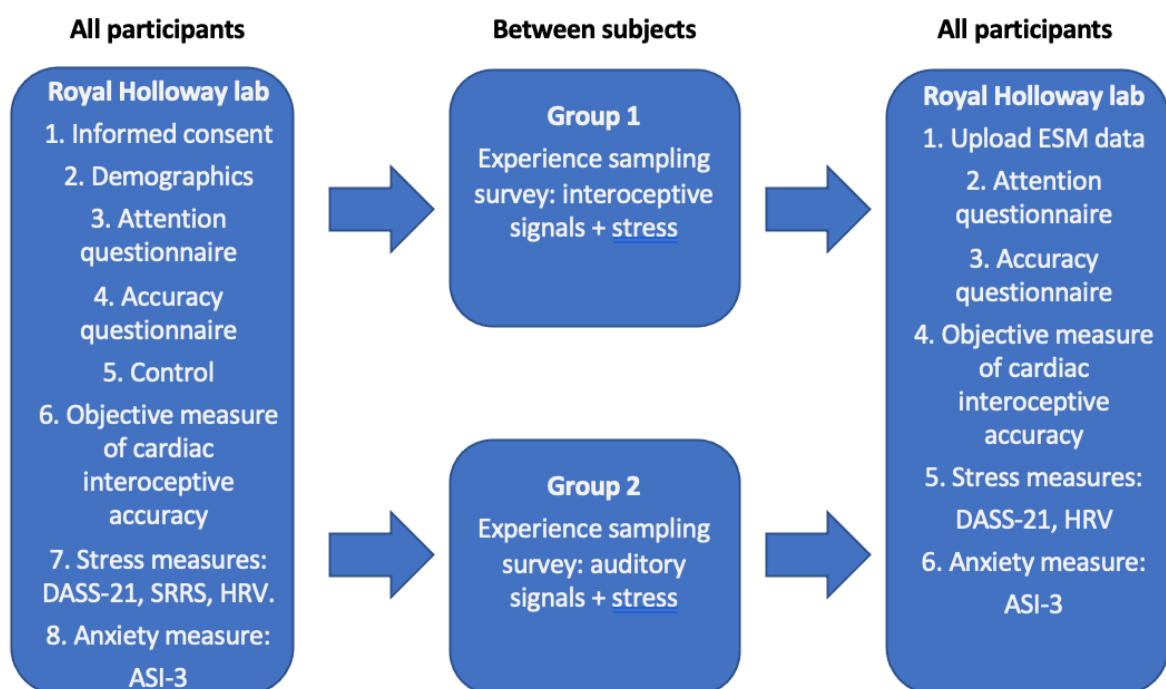 All participants
Royal Holloway lab
1. Informed consent
2. Demographics
3. Attention
questionnaire
4. Accuracy
questionnaire
5. Control
6. Objective measure
of cardiac
interoceptive
accuracy
7. Stress measures:
DASS-21, SRRS, HRV.
8. Anxiety measure:
ASI-3
Between subjects
Group 1
Experience sampling
survey: interoceptive
signals + stress
Group 2
Experience sampling
survey: auditory
signals + stress
All participants
Royal Holloway lab
1. Upload ESM data
2. Attention
questionnaire
3. Accuracy
questionnaire
4. Objective measure
of cardiac
interoceptive
accuracy
5. Stress measures:
DASS-21, HRV
6. Anxiety measure:
ASI-3